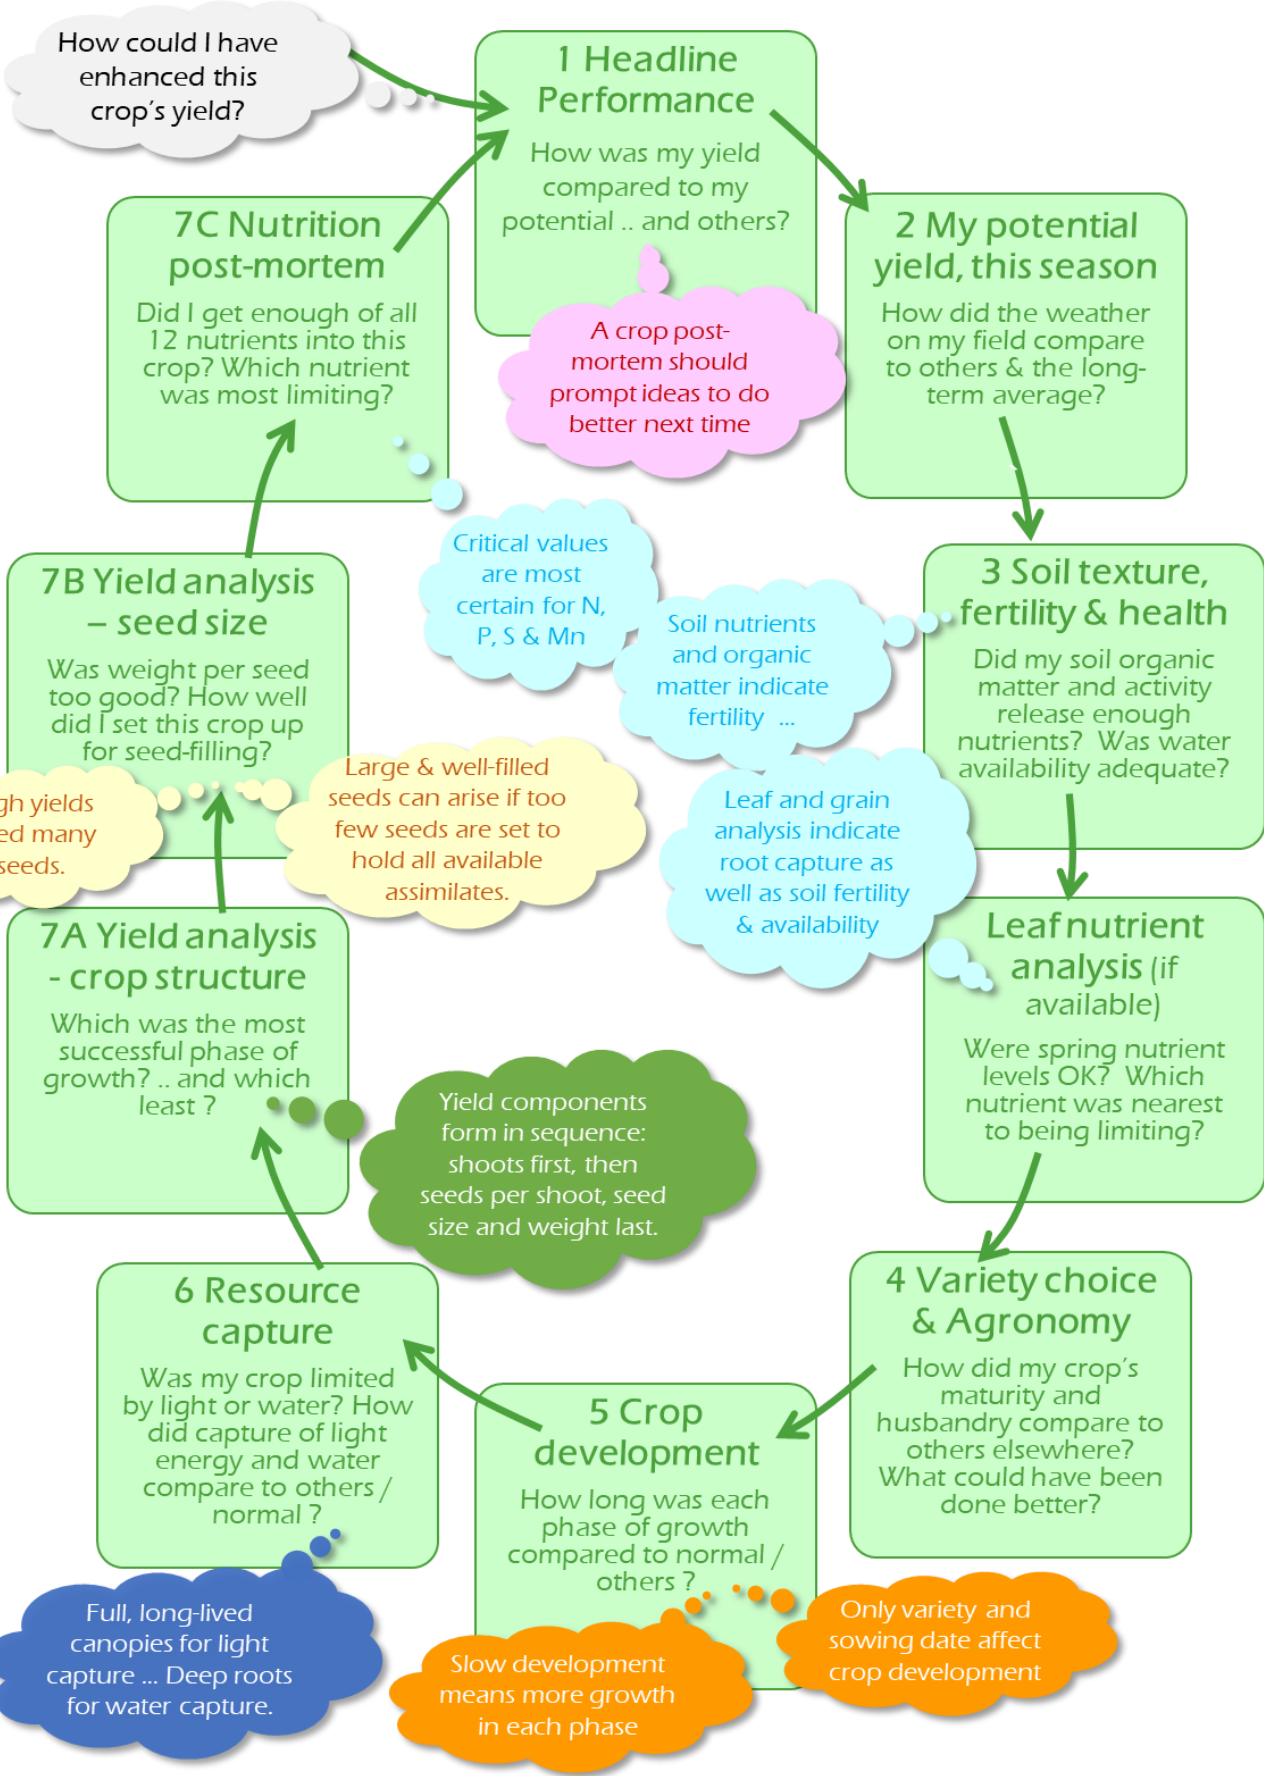 How could I have
enhanced this
crop's yield?
1 Headline
Performance
How was my yield
compared to my
potential .. and others?
A crop post-
mortem should
prompt ideas to do
better next time
2 My potential
yield, this season
How did the weather
on my field compare
to others & the long-
term average?
3 Soil texture,
fertility & health
Did my soil organic
matter and activity
release enough
nutrients? Was water
availability adequate?
Soil nutrients
and organic
matter indicate
fertility ...
Leaf and grain
analysis indicate
root capture as
well as soil fertility
& availability
Leaf nutrient
analysis (if
available)
Were spring nutrient
levels OK? Which
nutrient was nearest
to being limiting?
4 Variety choice
& Agronomy
How did my crop's
maturity and
husbandry compare to
others elsewhere?
What could have been
done better?
5 Crop
development
How long was each
phase of growth
compared to normal /
others ?
Only variety and
sowing date affect
crop development
Slow development
means more growth
in each phase
6 Resource
capture
Was my crop limited
by light or water? How
did capture of light
energy and water
compare to others /
normal ?
Full, long-lived
canopies for light
capture ... Deep roots
for water capture.
7A Yield analysis
- crop structure
Which was the most
successful phase of
growth? .. and which
least ?
Yield components
form in sequence:
shoots first, then
seeds per shoot, seed
size and weight last.
7B Yield analysis
– seed size
Was weight per seed
too good? How well
did I set this crop up
for seed-filling?
yields
many
seeds.
Large & well-filled
seeds can arise if too
few seeds are set to
hold all available
assimilates.
7C Nutrition
post-mortem
Did I get enough of all
12 nutrients into this
crop? Which nutrient
was most limiting?
Critical values
are most
certain for N,
P, S & Mn